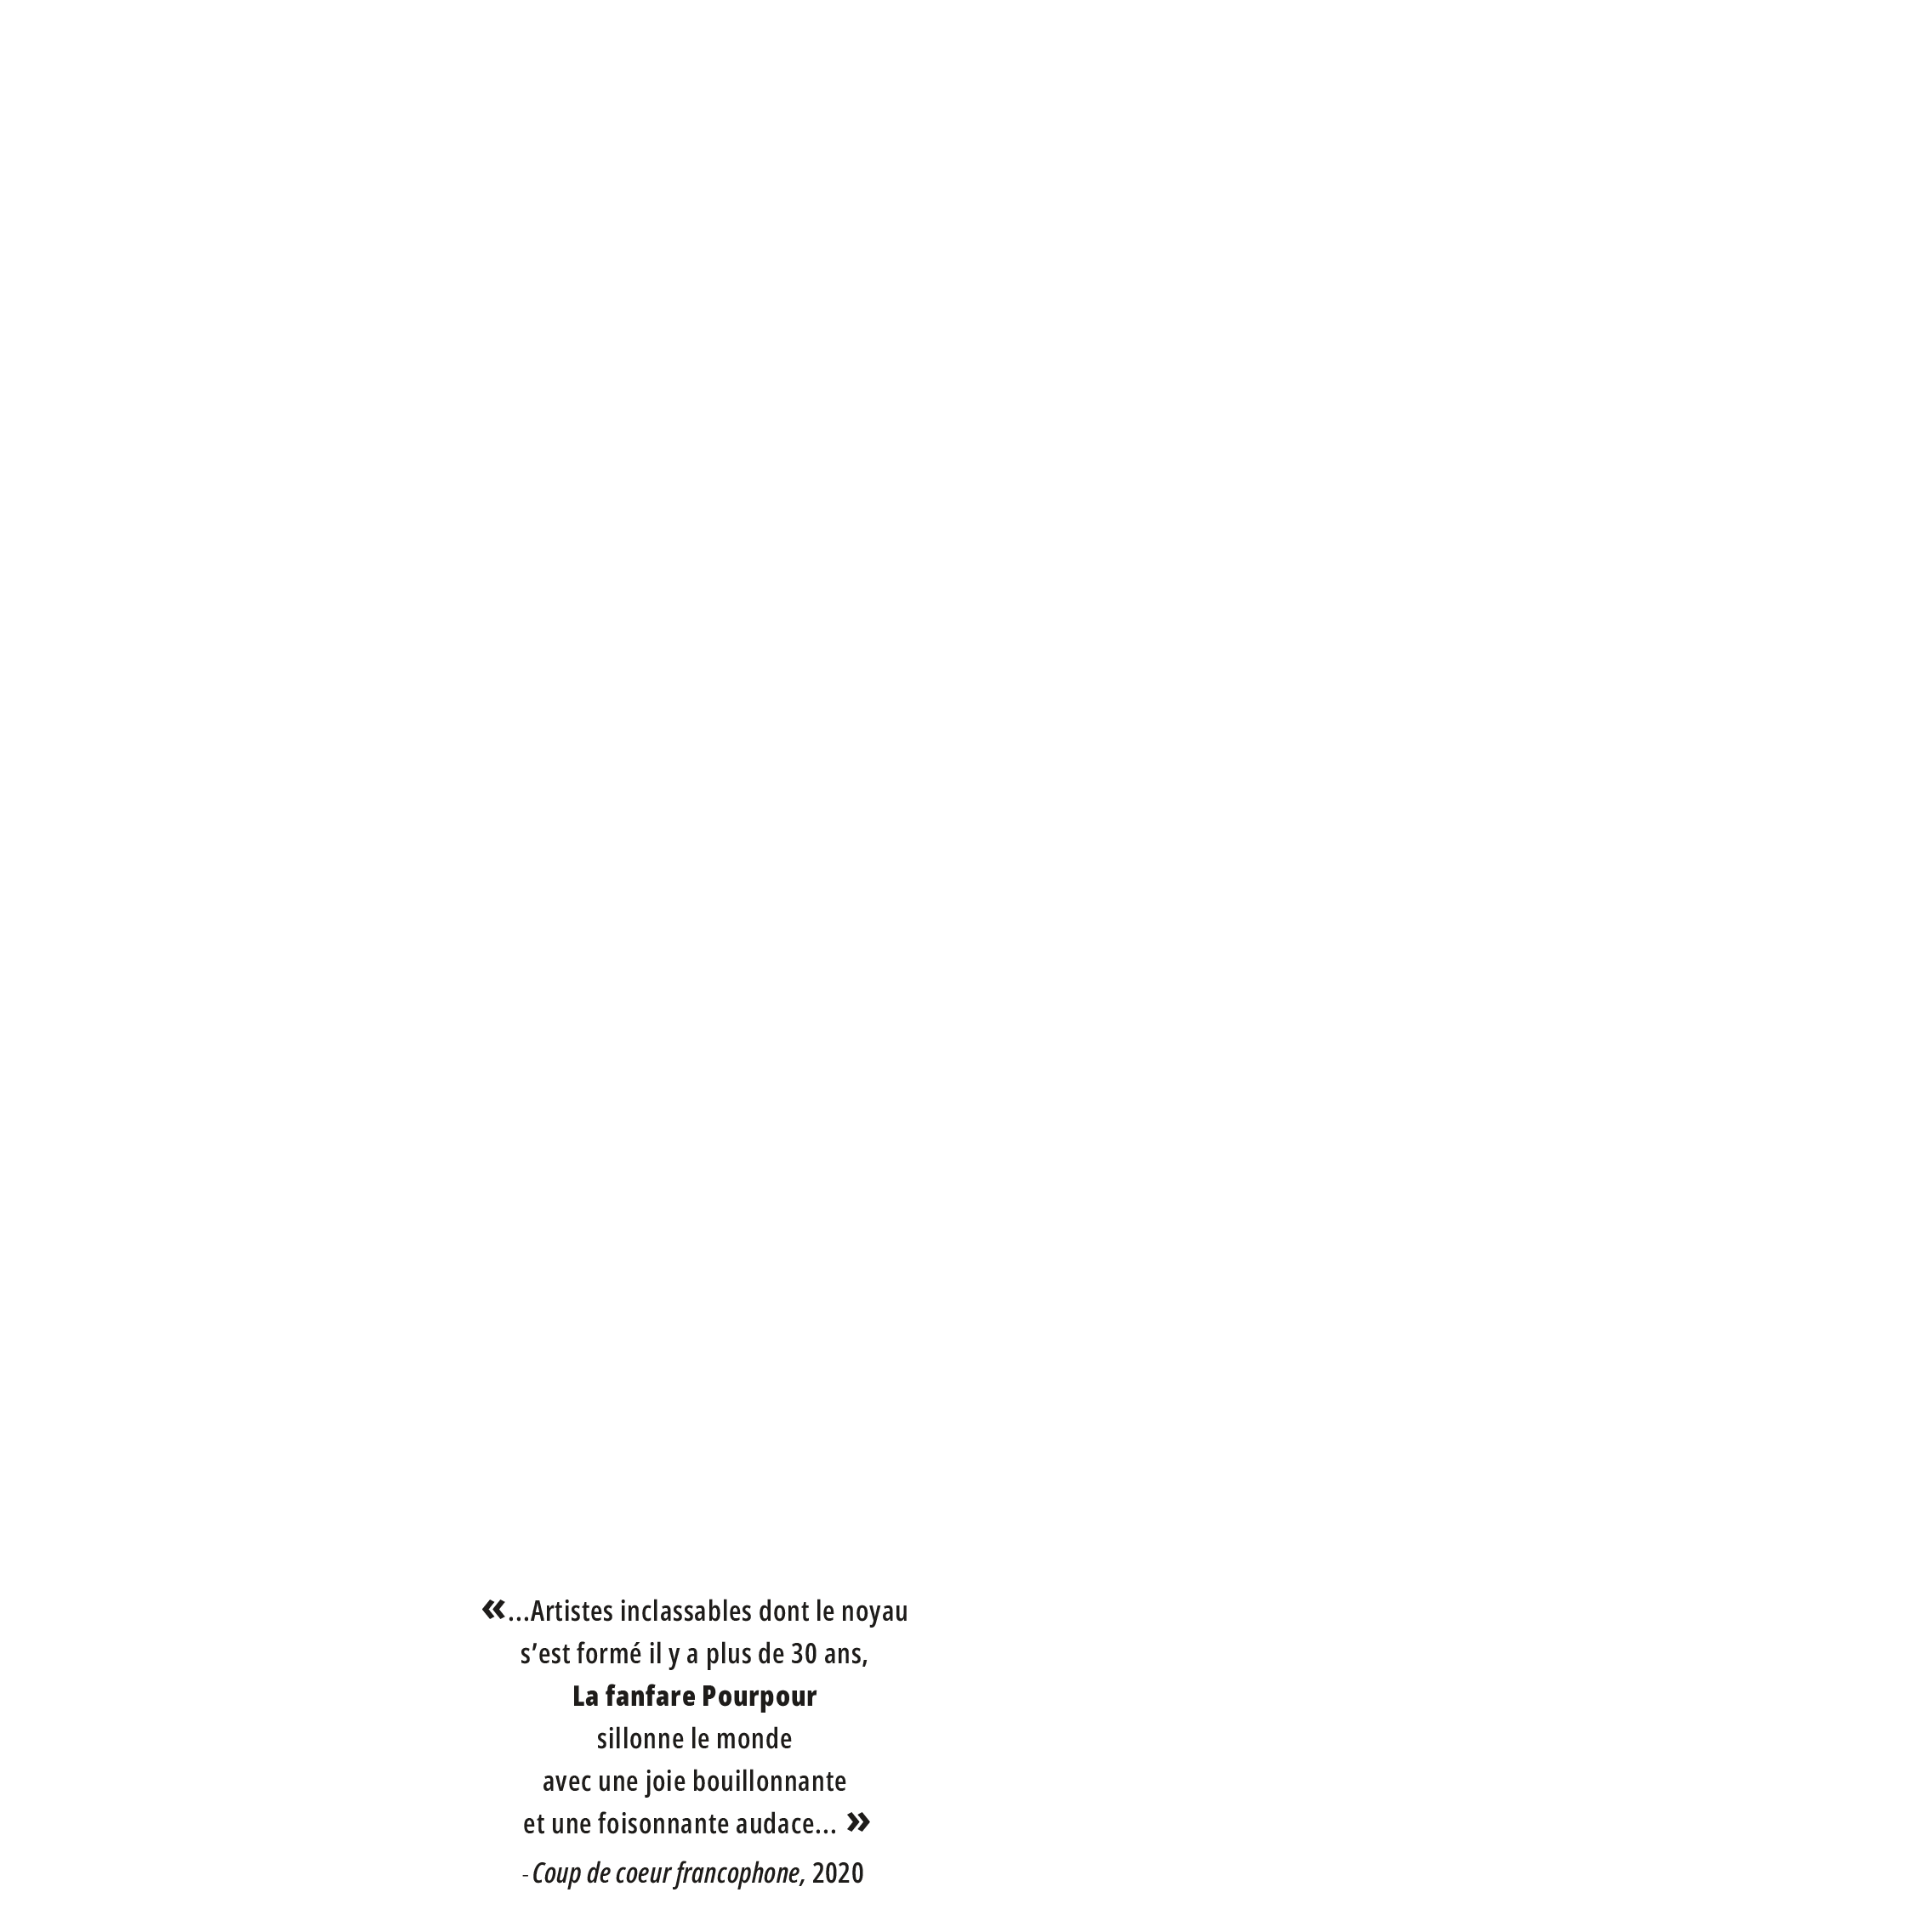 «...Artistes inclassables dont le noyau
s’est formé il y a plus de 30 ans,
La fanfare Pourpour
sillonne le monde
avec une joie bouillonnante
et une foisonnante audace... »
- Coup de coeur francophone, 2020